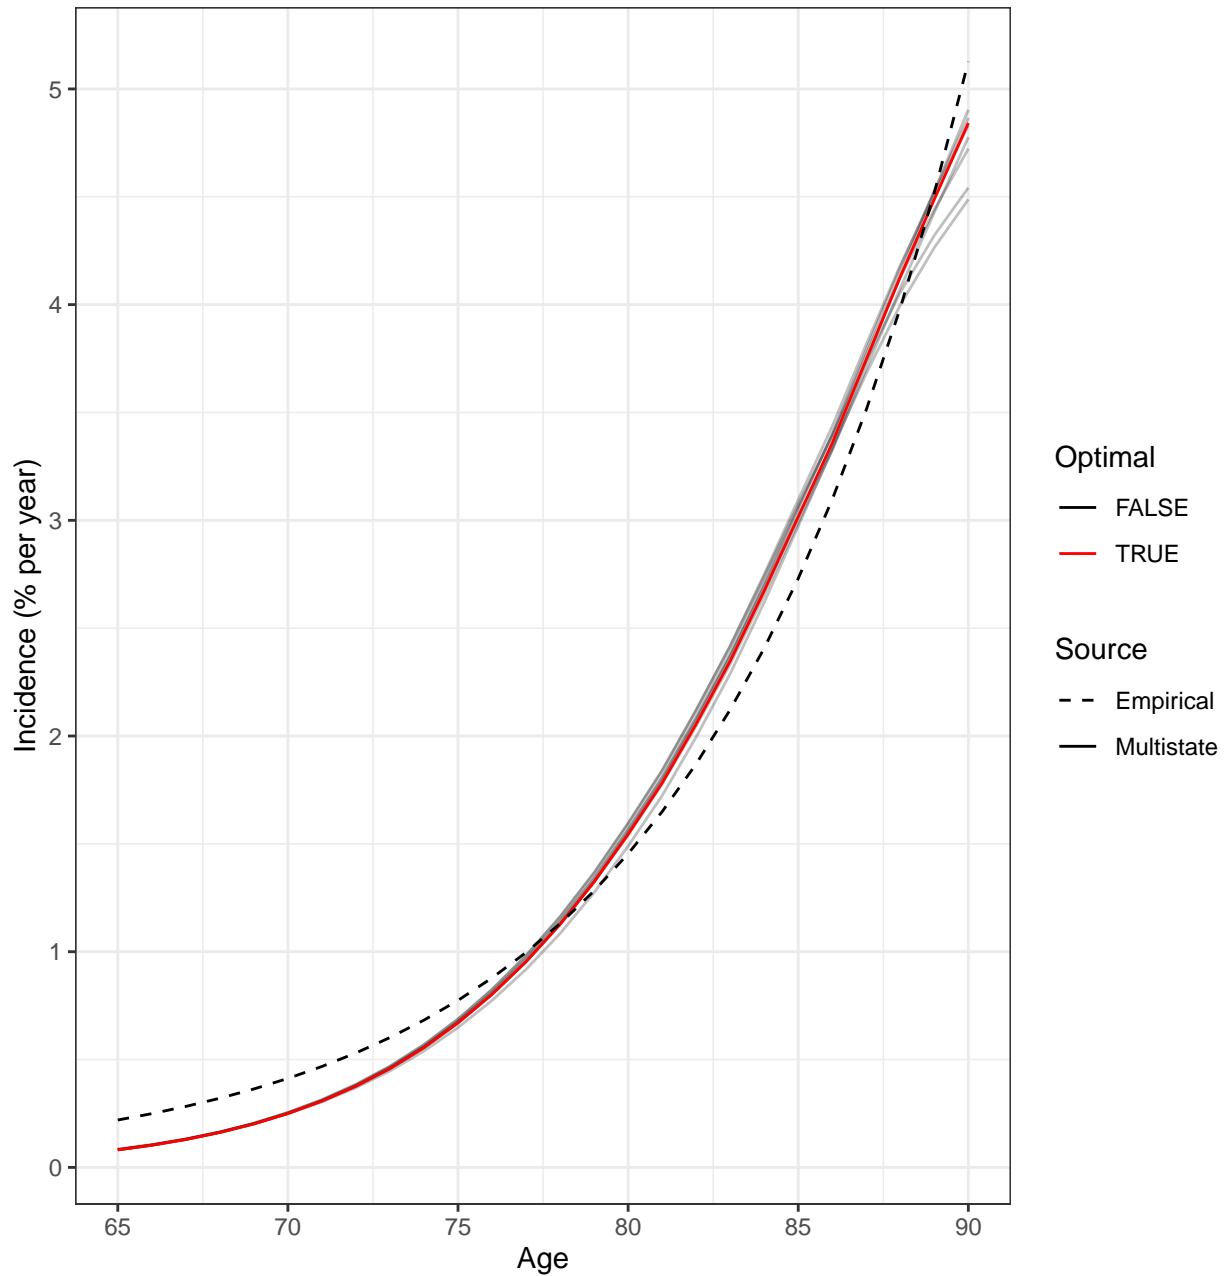 5
4
3
2
1
0
Incidence (% per year)
65
70
75
80
85
90
Age
Optimal
FALSE
TRUE
Source
Empirical
Multistate